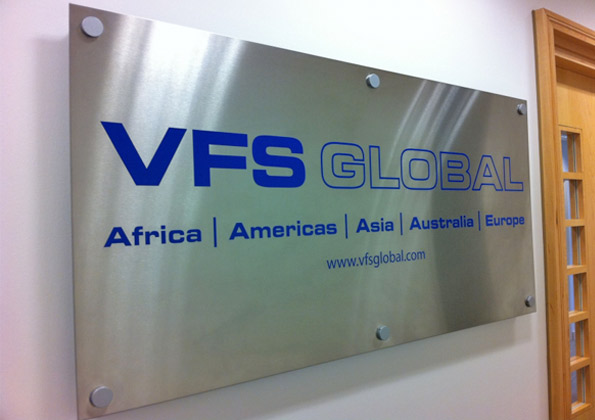 VFS GLOBAL
Africa | Americas | Asia | Australia | Europe
www.vfsglobal.com